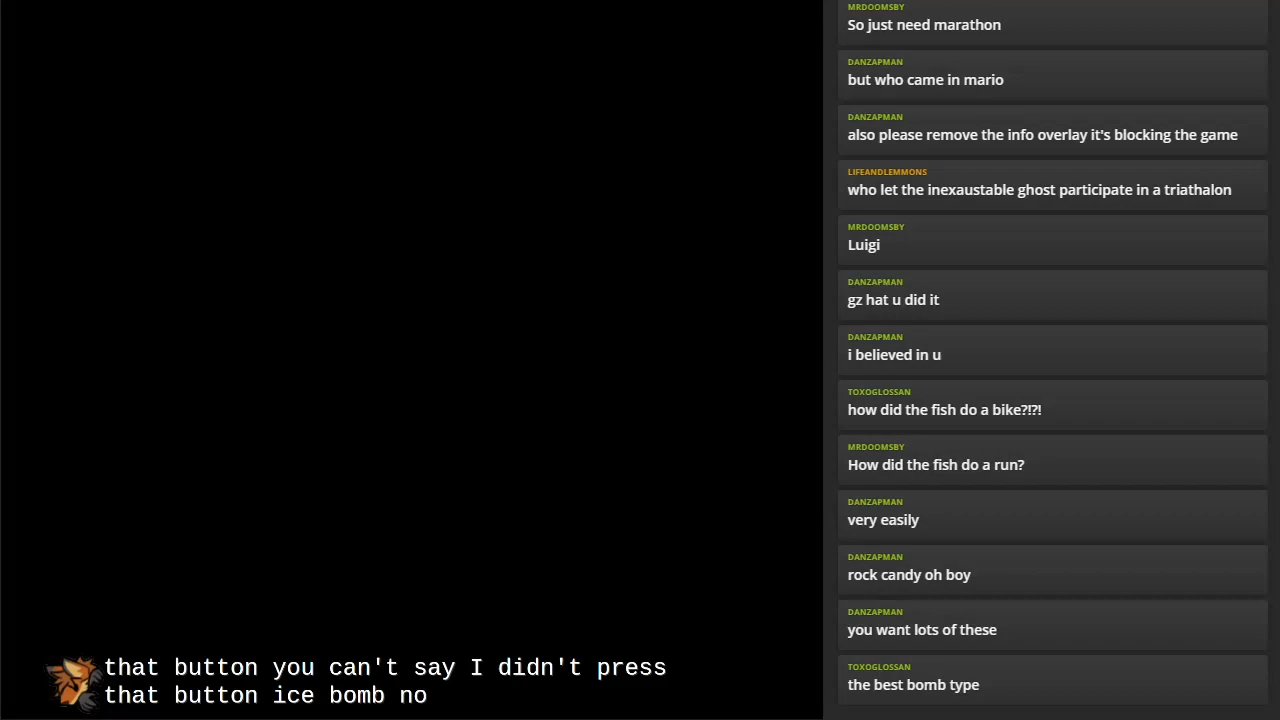 MRDOOMSBY
So just need marathon
DANZAPMAN
but who came in mario
DANZAPMAN
also please remove the info overlay it's blocking the game
LIFEANDLEMMONS
who let the inexaustable ghost participate in a triathalon
MRDOOMSBY
Luigi
DANZAPMAN
gz hat u did it
DANZAPMAN
i believed in u
TOXOGLOSSAN
how did the fish do a bike?!?!
MRDOOMSBY
How did the fish do a run?
DANZAPMAN
very easily
DANZAPMAN
rock candy oh boy
DANZAPMAN
you want lots of these
TOXOGLOSSAN
the best bomb type
that button you can't say I didn't press
that button ice bomb no